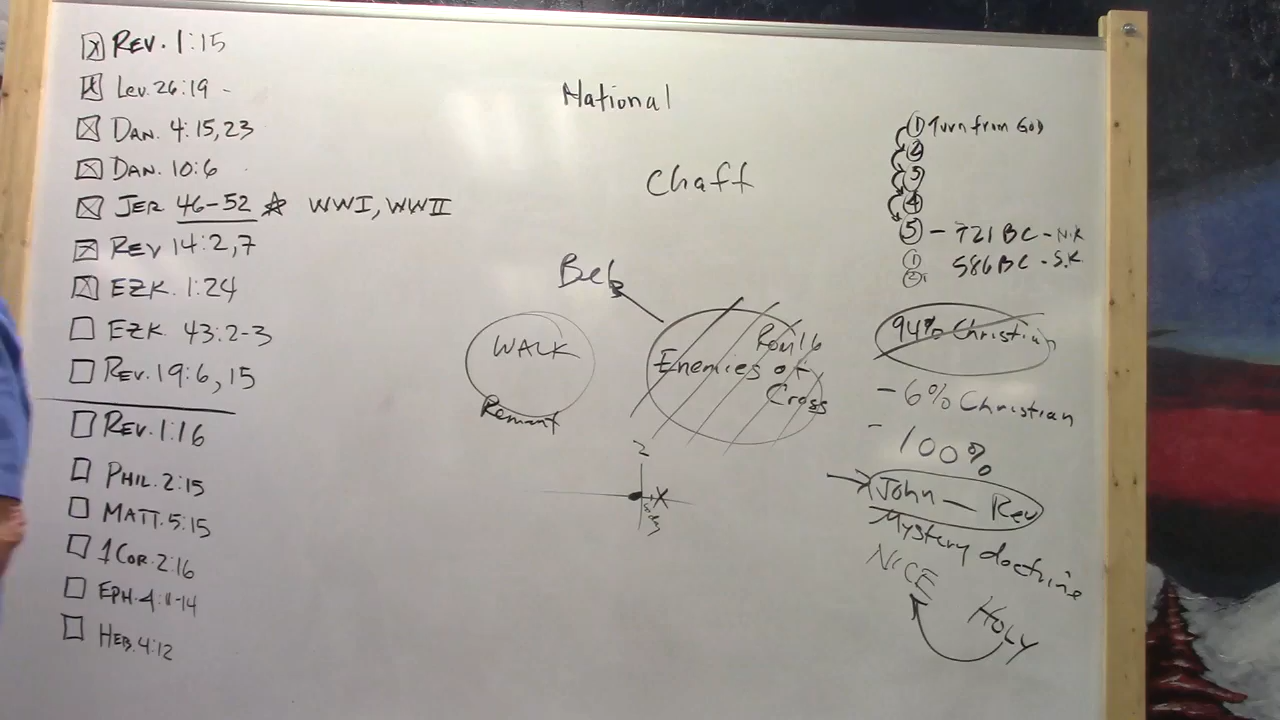 Rev. 1:15
Lev. 26:19 -
Dan. 4:15,23
Dan. 10:6
Jer 46-52 ☆ WWI, WWII
Rev 14:2,7
Ezk. 1:24
Ezk. 43:2-3
Rev. 19:6, 15
Rev. 1:16
Phil. 2:15
Matt. 5:15
1 Cor. 2:16
Eph. 4:11-14
Heb. 4:12
National
Chaff
WALK
Remant
Rom 16
Enemies of
Cross
2
X
① Turn from God
②
③
④
⑤ - 721 BC - N.K
① 586 BC - S.K
②
94% Christian
- 6% Christian
- 100%
John — Rev
Mystery doctrine
NICE
HOLY